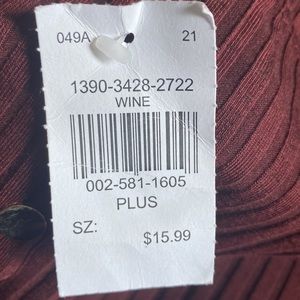 049A 21
1390-3428-2722
WINE
002-581-1605
PLUS
SZ:
$15.99